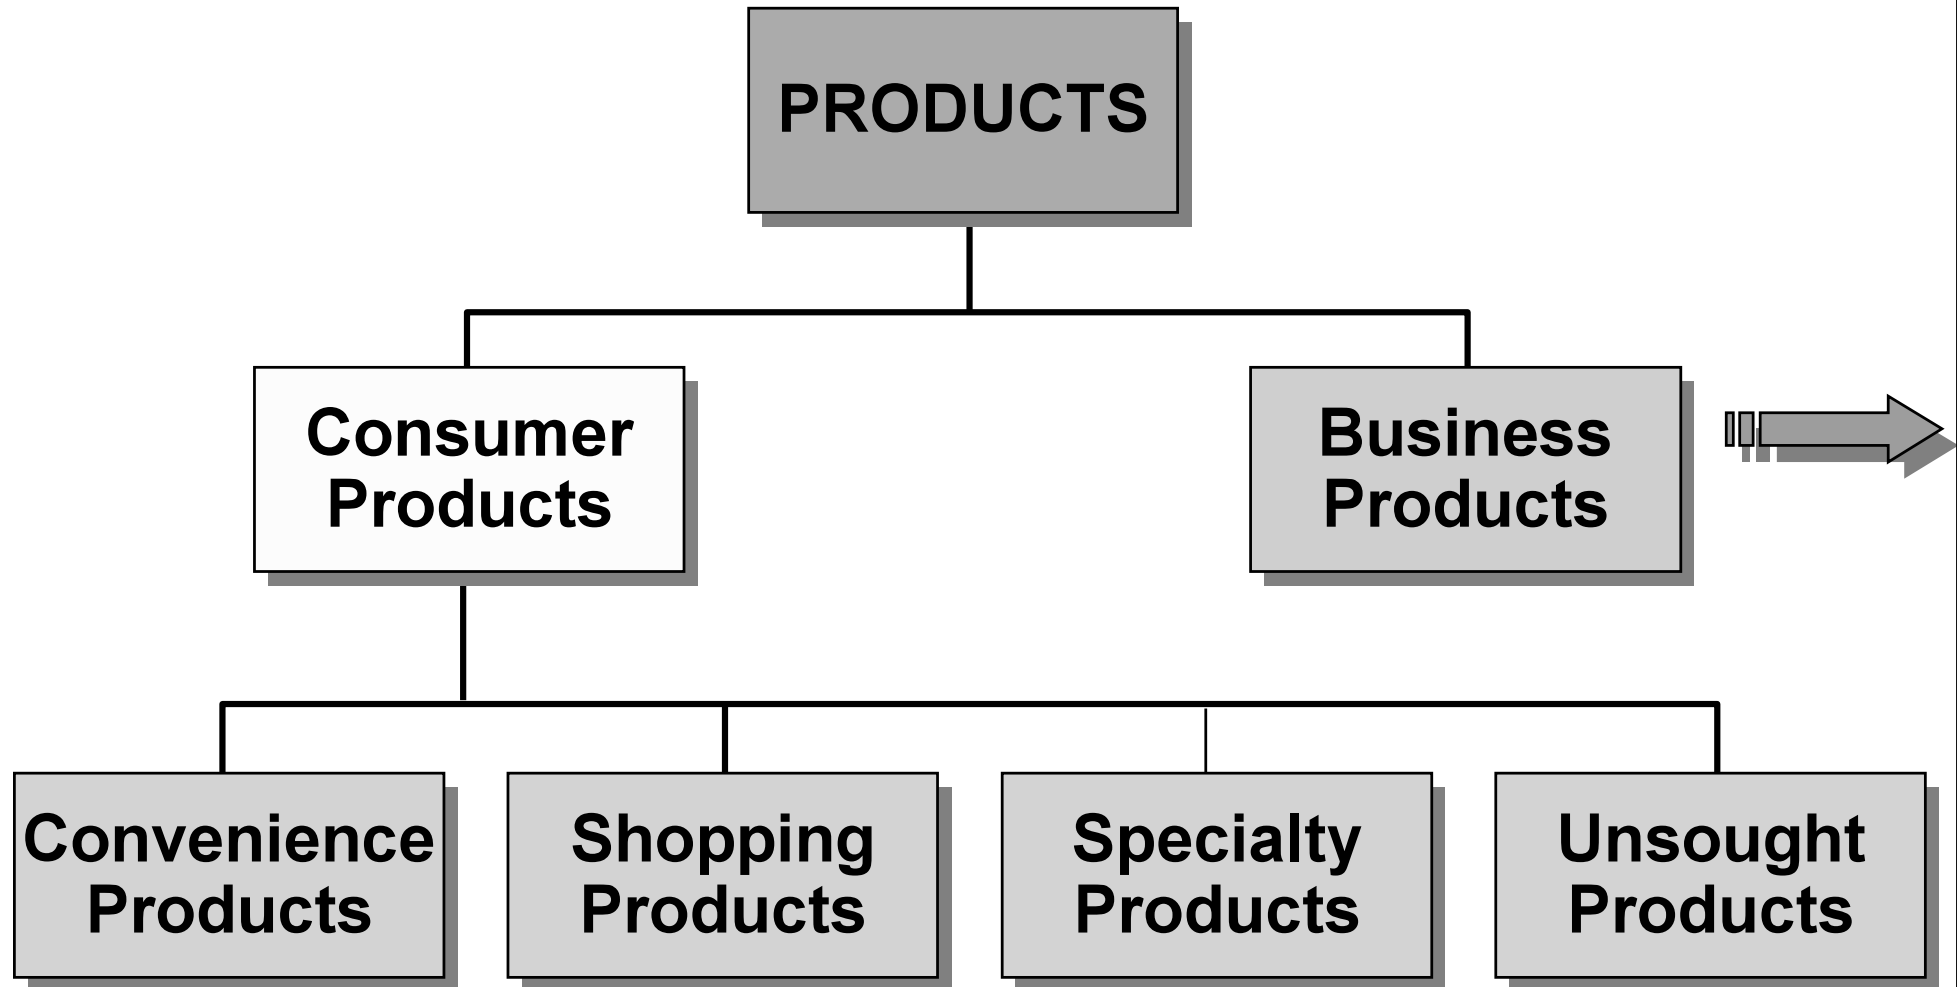 PRODUCTS
Consumer
Products
Business
Products
Convenience
Products
Shopping
Products
Specialty
Products
Unsought
Products